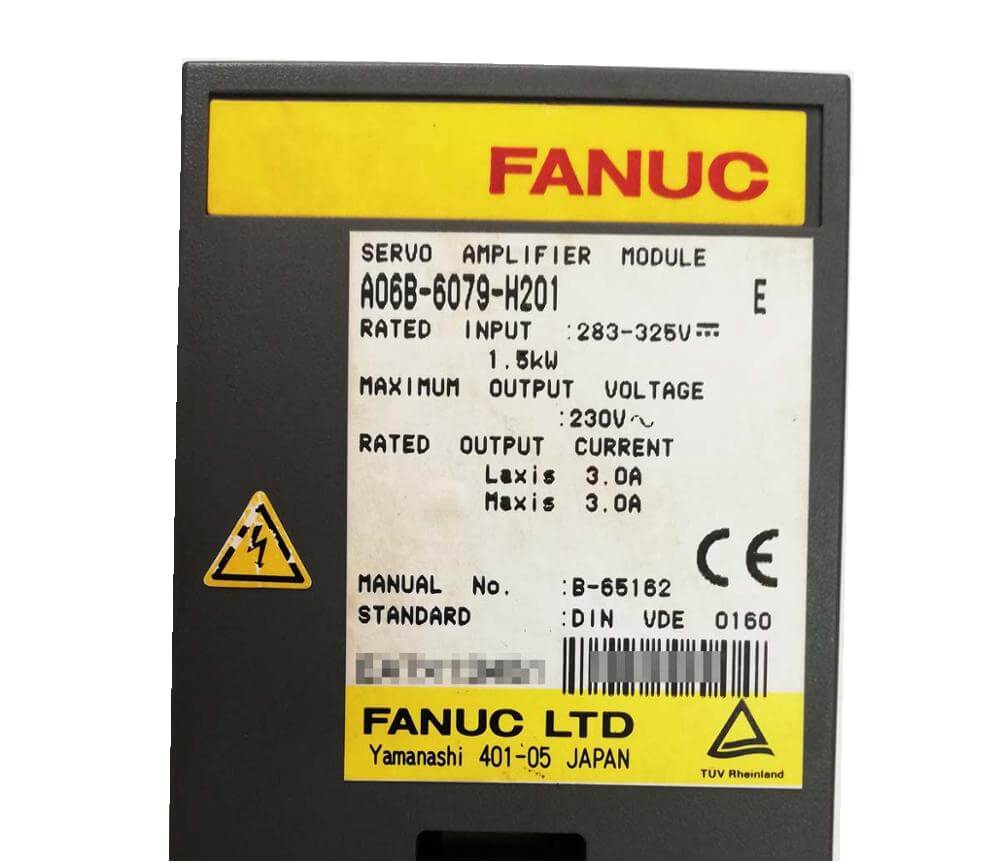 FANUC
SERVO AMPLIFIER MODULE
A06B-6079-H201 E
RATED INPUT :283-325V⎓
1.5kW
MAXIMUM OUTPUT VOLTAGE
:230V∿
RATED OUTPUT CURRENT
Laxis 3.0A
Maxis 3.0A
CE
MANUAL No. :B-65162
STANDARD :DIN VDE 0160
FANUC LTD
Yamanashi 401-05 JAPAN
TÜV Rheinland